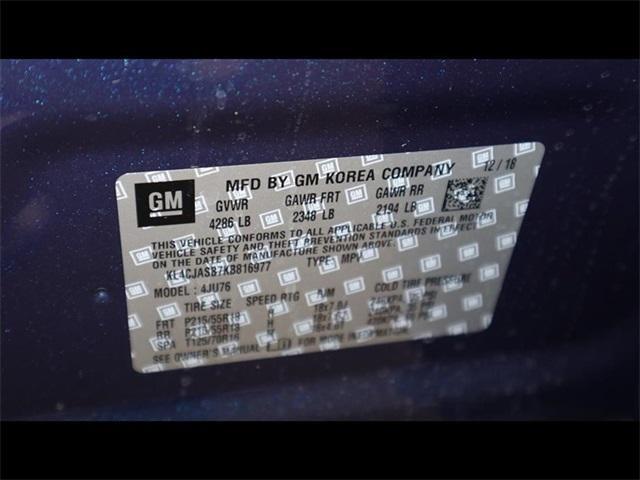 GM
MFD BY GM KOREA COMPANY 12/18
GVWR GAWR FRT GAWR RR
4286 LB 2348 LB 2194 LB
THIS VEHICLE CONFORMS TO ALL APPLICABLE U.S. FEDERAL MOTOR
VEHICLE SAFETY AND THEFT PREVENTION STANDARDS IN EFFECT
ON THE DATE OF MANUFACTURE SHOWN ABOVE.
TYPE: MPV
MODEL: 4JU76
TIRE SIZE SPEED RTG RIM COLD TIRE PRESSURE
FRT P215/55R18 H
RR P215/55R18 H
SPA T125/70R16
SEE OWNER'S MANUAL FOR MORE INFORMATION